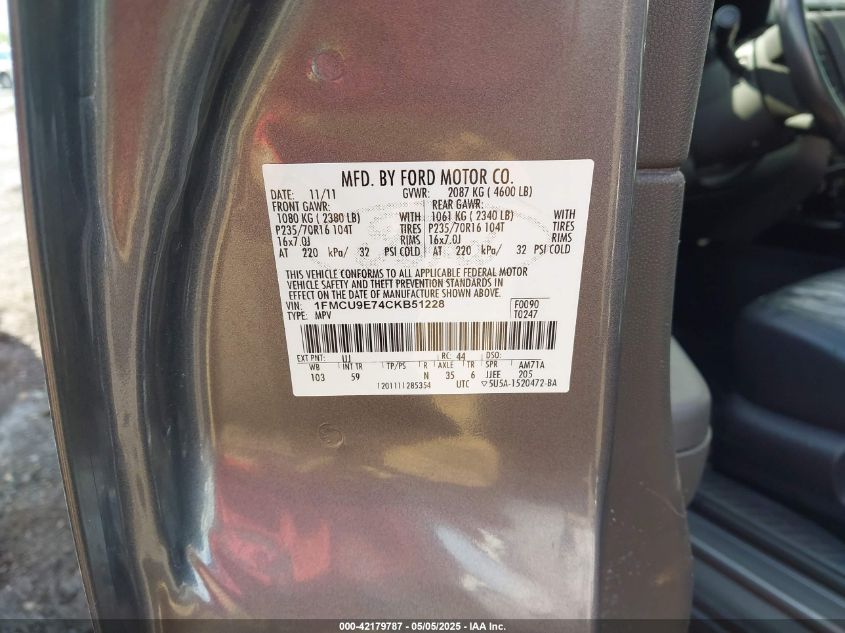 MFD. BY FORD MOTOR CO.
DATE: 11/11 GVWR: 2087 KG ( 4600 LB)
FRONT GAWR: REAR GAWR:
1080 KG ( 2380 LB) WITH 1061 KG ( 2340 LB) WITH
P235/70R16 104T TIRES P235/70R16 104T TIRES
16x7.0J RIMS 16x7.0J RIMS
AT 220 kPa/ 32 PSI COLD AT 220 kPa/ 32 PSI COLD
THIS VEHICLE CONFORMS TO ALL APPLICABLE FEDERAL MOTOR
VEHICLE SAFETY AND THEFT PREVENTION STANDARDS IN
EFFECT ON THE DATE OF MANUFACTURE SHOWN ABOVE.
VIN: 1FMCU9E74CKB51228 F0090
TYPE: MPV T0247
EXT PNT: UJ RC: 44 DSO:
WB INT TR TP/PS R AXLE TR SPR AM71A
103 59 N 35 6 JJEE 205
UTC ▽5U5A-1520472-BA
000-42179787 - 05/05/2025 - IAA Inc.